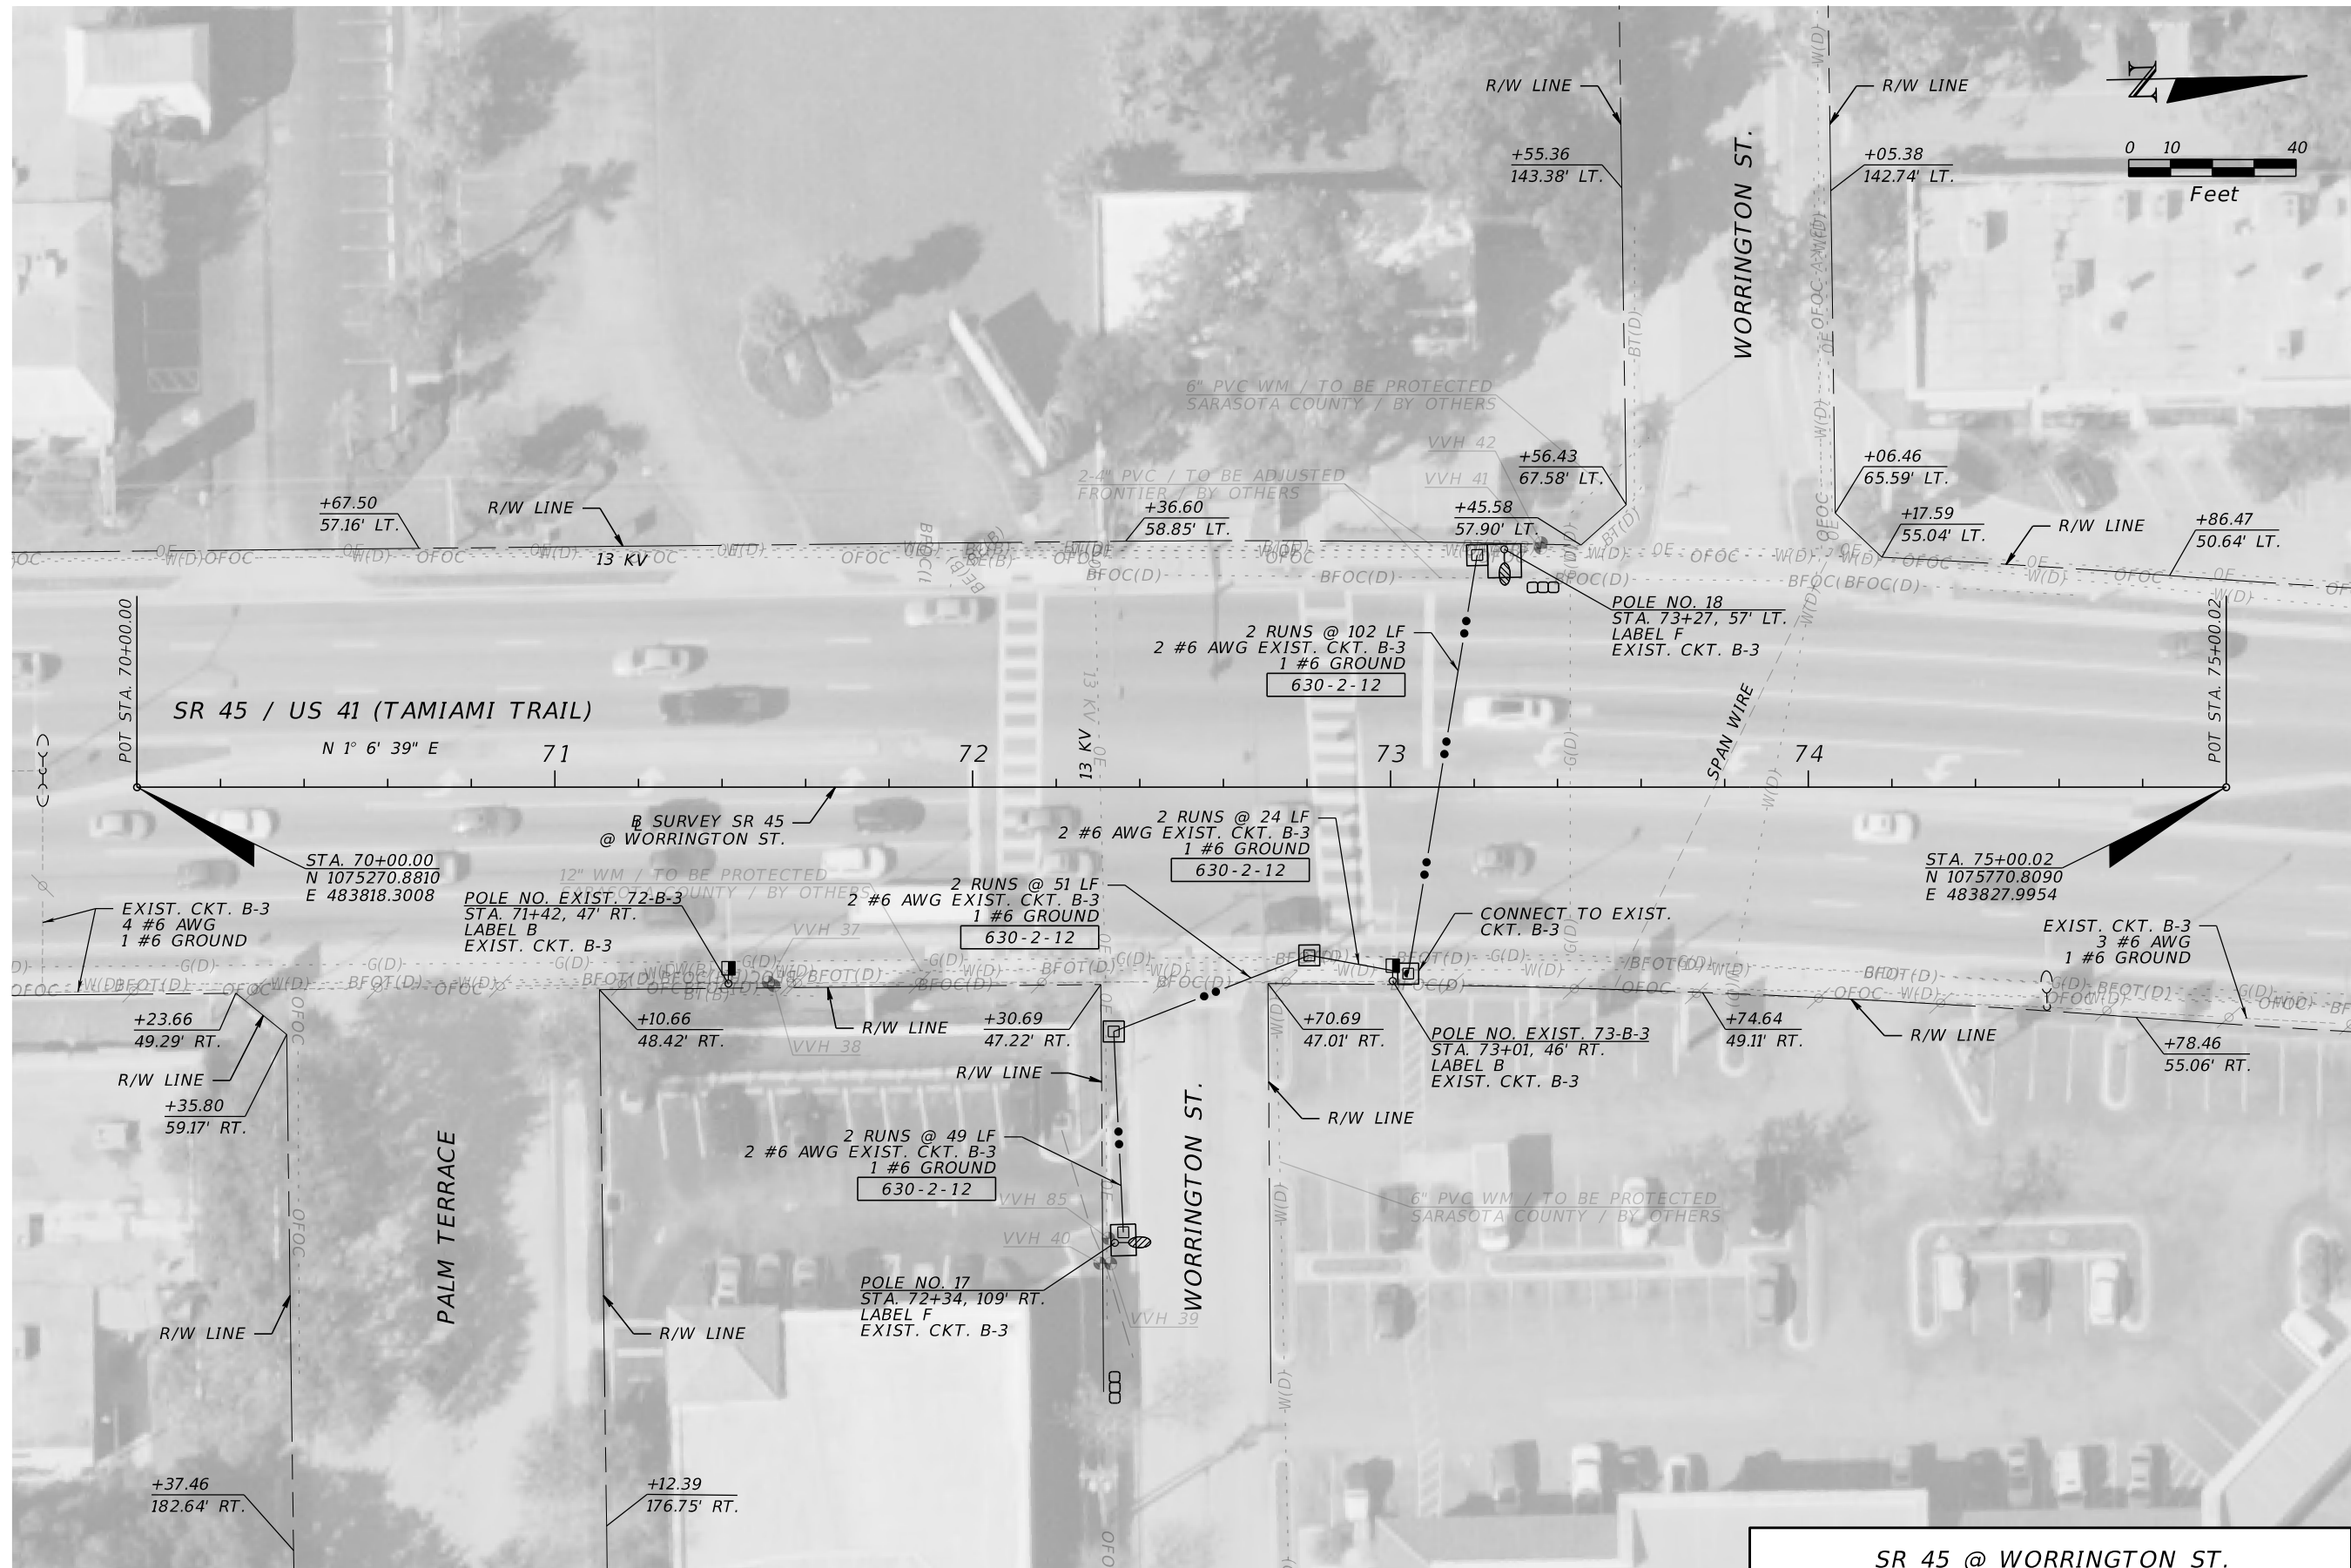 R/W LINE
R/W LINE
N
+55.36
143.38' LT.
+05.38
142.74' LT.
0 10 40
Feet
WORRINGTON ST.
6" PVC WM / TO BE PROTECTED
SARASOTA COUNTY / BY OTHERS
VVH 42
2-4" PVC / TO BE ADJUSTED
FRONTIER / BY OTHERS
VVH 41
+56.43
67.58' LT.
+06.46
65.59' LT.
+67.50
57.16' LT.
R/W LINE
+36.60
58.85' LT.
+45.58
57.90' LT.
+17.59
55.04' LT.
R/W LINE
+86.47
50.64' LT.
13 KV
POLE NO. 18
STA. 73+27, 57' LT.
LABEL F
EXIST. CKT. B-3
2 RUNS @ 102 LF
2 #6 AWG EXIST. CKT. B-3
1 #6 GROUND
630-2-12
POT STA. 70+00.00
POT STA. 75+00.02
SR 45 / US 41 (TAMIAMI TRAIL)
N 1° 6' 39" E
71
72
73
74
13 KV
13 KV
SPAN WIRE
BL SURVEY SR 45
@ WORRINGTON ST.
2 RUNS @ 24 LF
2 #6 AWG EXIST. CKT. B-3
1 #6 GROUND
630-2-12
STA. 70+00.00
N 1075270.8810
E 483818.3008
STA. 75+00.02
N 1075770.8090
E 483827.9954
12" WM / TO BE PROTECTED
SARASOTA COUNTY / BY OTHERS
2 RUNS @ 51 LF
2 #6 AWG EXIST. CKT. B-3
1 #6 GROUND
630-2-12
POLE NO. EXIST. 72-B-3
STA. 71+42, 47' RT.
LABEL B
EXIST. CKT. B-3
EXIST. CKT. B-3
4 #6 AWG
1 #6 GROUND
VVH 37
CONNECT TO EXIST.
CKT. B-3
EXIST. CKT. B-3
3 #6 AWG
1 #6 GROUND
+23.66
49.29' RT.
+10.66
48.42' RT.
R/W LINE
VVH 38
+30.69
47.22' RT.
+70.69
47.01' RT.
POLE NO. EXIST. 73-B-3
STA. 73+01, 46' RT.
LABEL B
EXIST. CKT. B-3
+74.64
49.11' RT.
R/W LINE
+78.46
55.06' RT.
R/W LINE
+35.80
59.17' RT.
R/W LINE
R/W LINE
2 RUNS @ 49 LF
2 #6 AWG EXIST. CKT. B-3
1 #6 GROUND
630-2-12
VVH 85
VVH 40
6" PVC WM / TO BE PROTECTED
SARASOTA COUNTY / BY OTHERS
PALM TERRACE
WORRINGTON ST.
POLE NO. 17
STA. 72+34, 109' RT.
LABEL F
EXIST. CKT. B-3
VVH 39
R/W LINE
R/W LINE
+37.46
182.64' RT.
+12.39
176.75' RT.
SR 45 @ WORRINGTON ST.